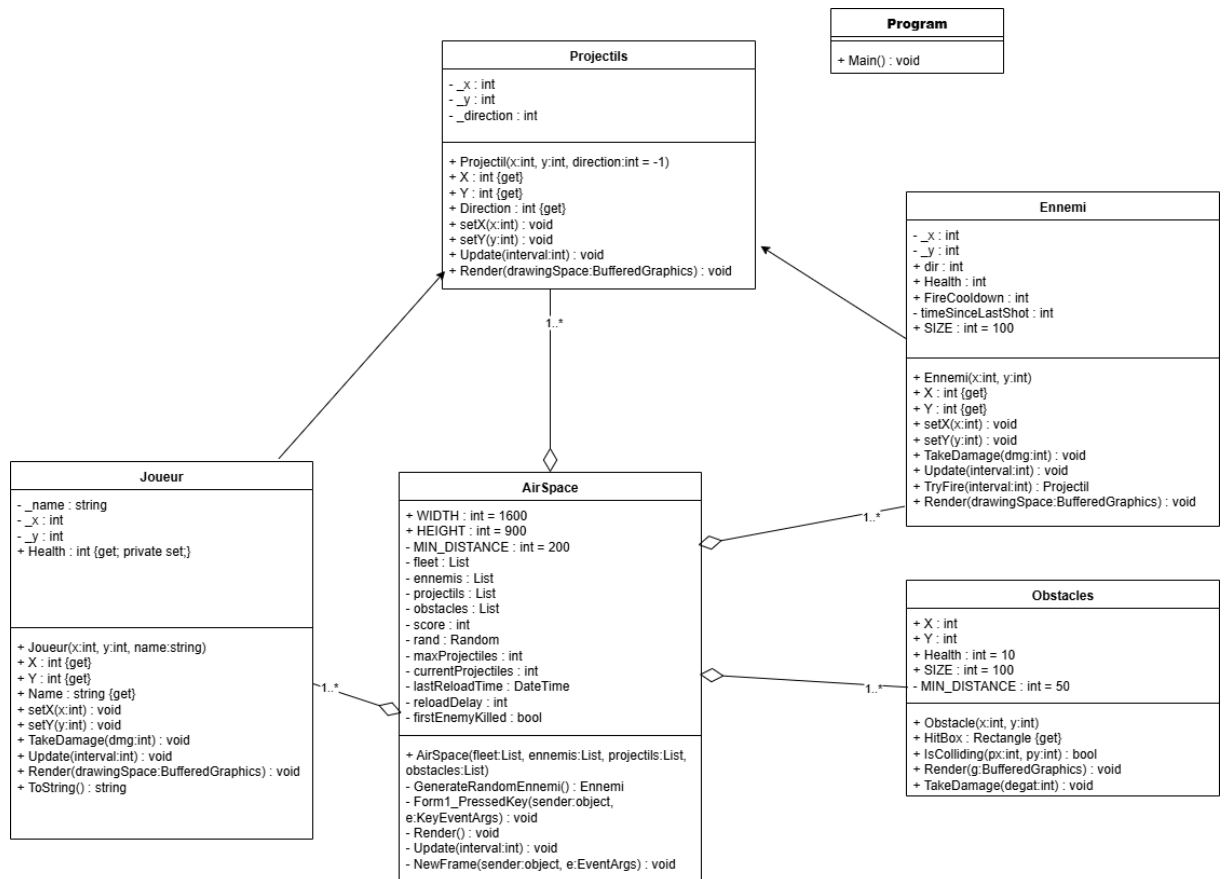 Program
+ Main() : void
Projectils
- _x : int
- _y : int
- _direction : int
+ Projectil(x:int, y:int, direction:int = -1)
+ X : int {get}
+ Y : int {get}
+ Direction : int {get}
+ setX(x:int) : void
+ setY(y:int) : void
+ Update(interval:int) : void
+ Render(drawingSpace:BufferedGraphics) : void
1..*
Ennemi
- _x : int
- _y : int
+ dir : int
+ Health : int
+ FireCooldown : int
- timeSinceLastShot : int
+ SIZE : int = 100
+ Ennemi(x:int, y:int)
+ X : int {get}
+ Y : int {get}
+ setX(x:int) : void
+ setY(y:int) : void
+ TakeDamage(dmg:int) : void
+ Update(interval:int) : void
+ TryFire(interval:int) : Projectil
+ Render(drawingSpace:BufferedGraphics) : void
1..*
Joueur
- _name : string
- _x : int
- _y : int
+ Health : int {get; private set;}
+ Joueur(x:int, y:int, name:string)
+ X : int {get}
+ Y : int {get}
+ Name : string {get}
+ setX(x:int) : void
+ setY(y:int) : void
+ TakeDamage(dmg:int) : void
+ Update(interval:int) : void
+ Render(drawingSpace:BufferedGraphics) : void
+ ToString() : string
1..*
AirSpace
+ WIDTH : int = 1600
+ HEIGHT : int = 900
- MIN_DISTANCE : int = 200
- fleet : List
- ennemis : List
- projectils : List
- obstacles : List
- score : int
- rand : Random
- maxProjectiles : int
- currentProjectiles : int
- lastReloadTime : DateTime
- reloadDelay : int
- firstEnemyKilled : bool
+ AirSpace(fleet:List, ennemis:List, projectils:List,
obstacles:List)
- GenerateRandomEnnemi() : Ennemi
- Form1_PressedKey(sender:object,
e:KeyEventArgs) : void
- Render() : void
- Update(interval:int) : void
- NewFrame(sender:object, e:EventArgs) : void
Obstacles
+ X : int
+ Y : int
+ Health : int = 10
+ SIZE : int = 100
- MIN_DISTANCE : int = 50
+ Obstacle(x:int, y:int)
+ HitBox : Rectangle {get}
+ IsColliding(px:int, py:int) : bool
+ Render(g:BufferedGraphics) : void
+ TakeDamage(degat:int) : void
1..*